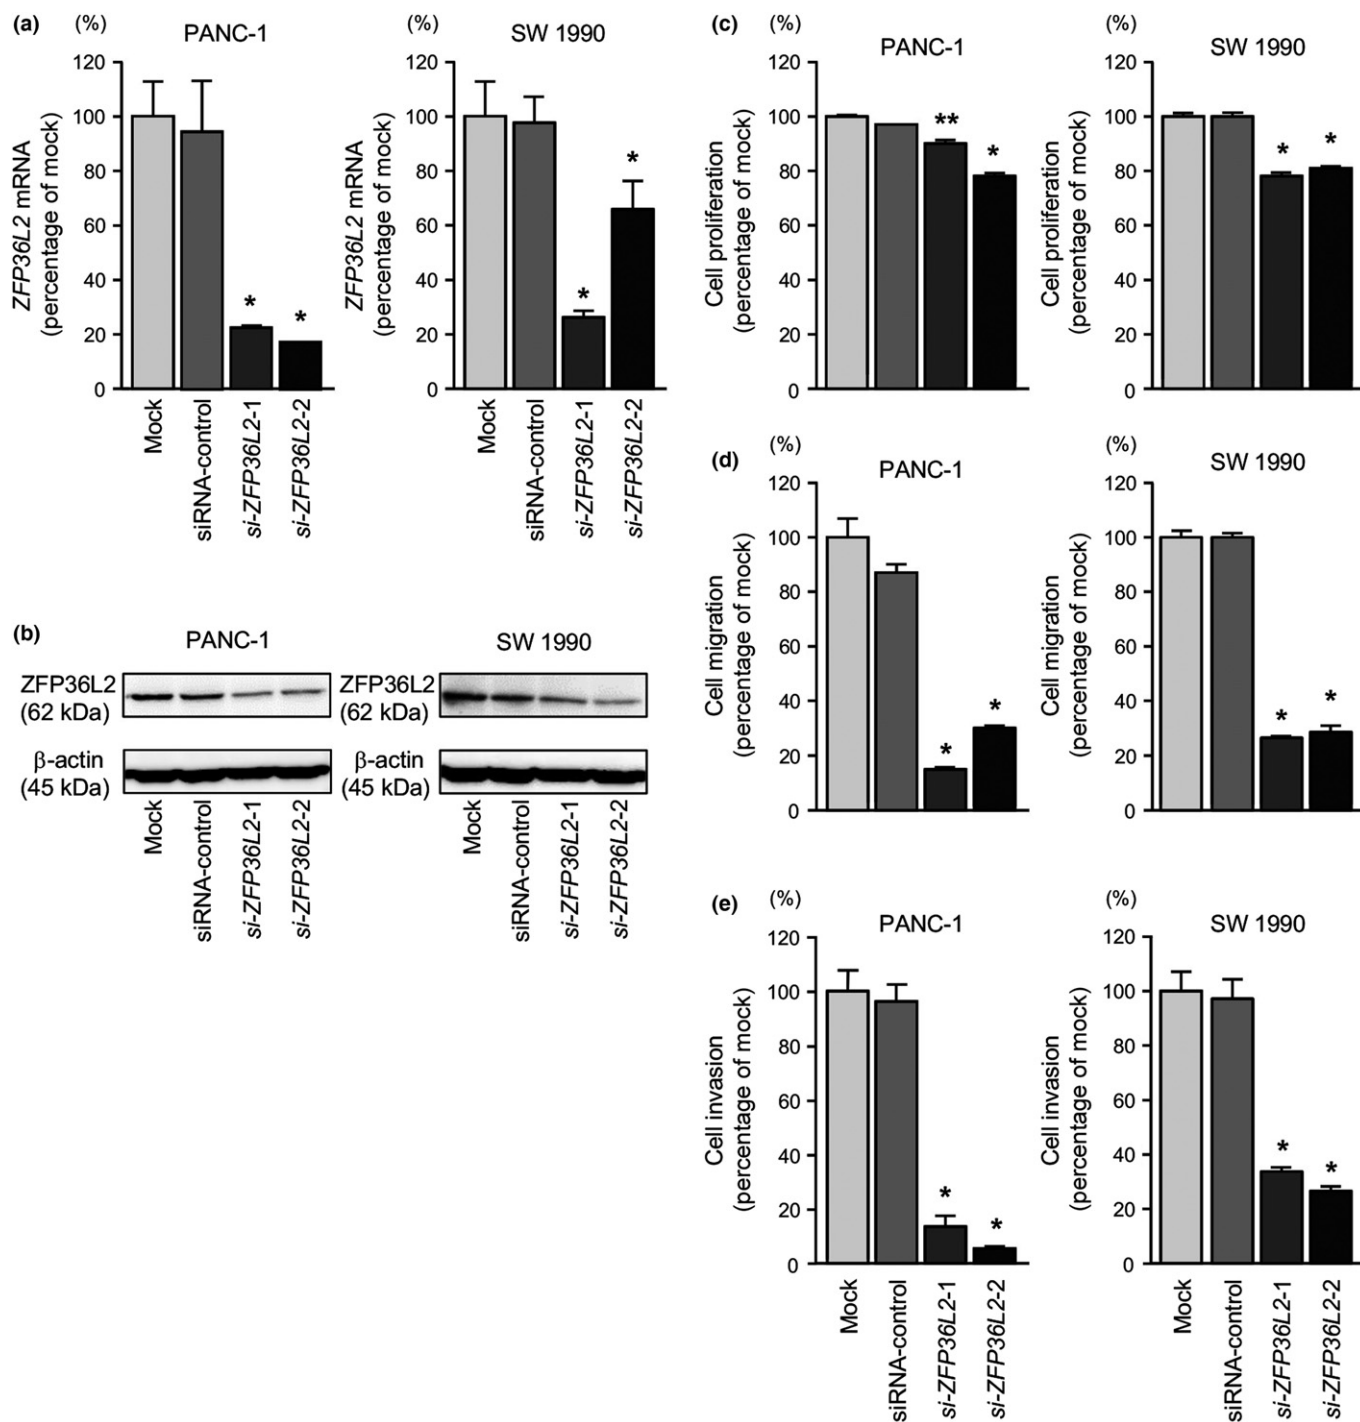 (a)
(%)
PANC-1
ZFP36L2 mRNA
(percentage of mock)
120
100
80
60
40
20
0
*
*
Mock
siRNA-control
si-ZFP36L2-1
si-ZFP36L2-2
(%)
SW 1990
ZFP36L2 mRNA
(percentage of mock)
120
100
80
60
40
20
0
*
*
Mock
siRNA-control
si-ZFP36L2-1
si-ZFP36L2-2
(b)
PANC-1
ZFP36L2
(62 kDa)
β-actin
(45 kDa)
Mock
siRNA-control
si-ZFP36L2-1
si-ZFP36L2-2
SW 1990
ZFP36L2
(62 kDa)
β-actin
(45 kDa)
Mock
siRNA-control
si-ZFP36L2-1
si-ZFP36L2-2
(c)
(%)
PANC-1
Cell proliferation
(percentage of mock)
120
100
80
60
40
20
0
**
*
(%)
SW 1990
Cell proliferation
(percentage of mock)
120
100
80
60
40
20
0
*
*
(d)
(%)
PANC-1
Cell migration
(percentage of mock)
120
100
80
60
40
20
0
*
*
(%)
SW 1990
Cell migration
(percentage of mock)
120
100
80
60
40
20
0
*
*
(e)
(%)
PANC-1
Cell invasion
(percentage of mock)
120
100
80
60
40
20
0
*
*
Mock
siRNA-control
si-ZFP36L2-1
si-ZFP36L2-2
(%)
SW 1990
Cell invasion
(percentage of mock)
120
100
80
60
40
20
0
*
*
Mock
siRNA-control
si-ZFP36L2-1
si-ZFP36L2-2